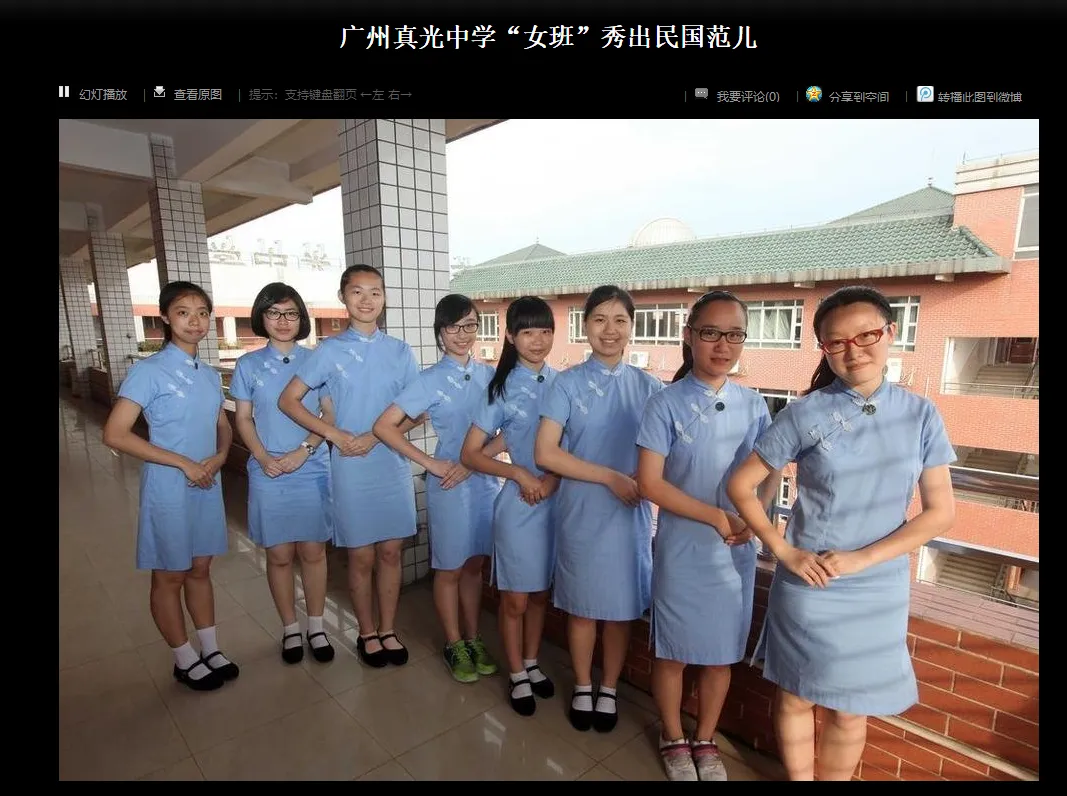 广州真光中学“女班”秀出民国范儿
幻灯播放 | 查看原图 | 提示：支持键盘翻页 ←左 右→ | 我要评论(0) | 分享到空间 | 转播此图到微博